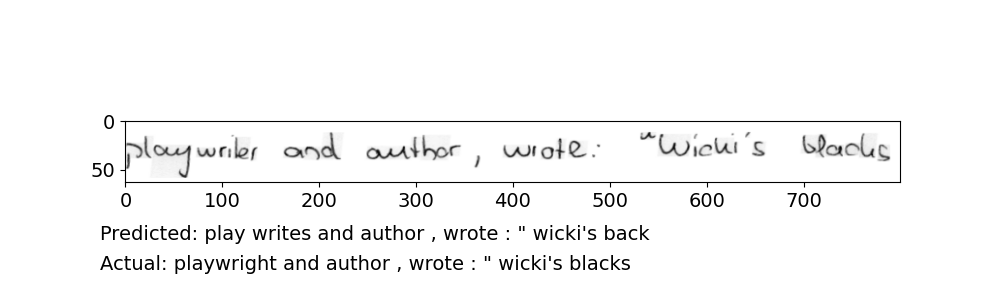 0
playwriter and author , wrote: "Wicki's blacks
50
0 100 200 300 400 500 600 700
Predicted: play writes and author , wrote : " wicki's back
Actual: playwright and author , wrote : " wicki's blacks